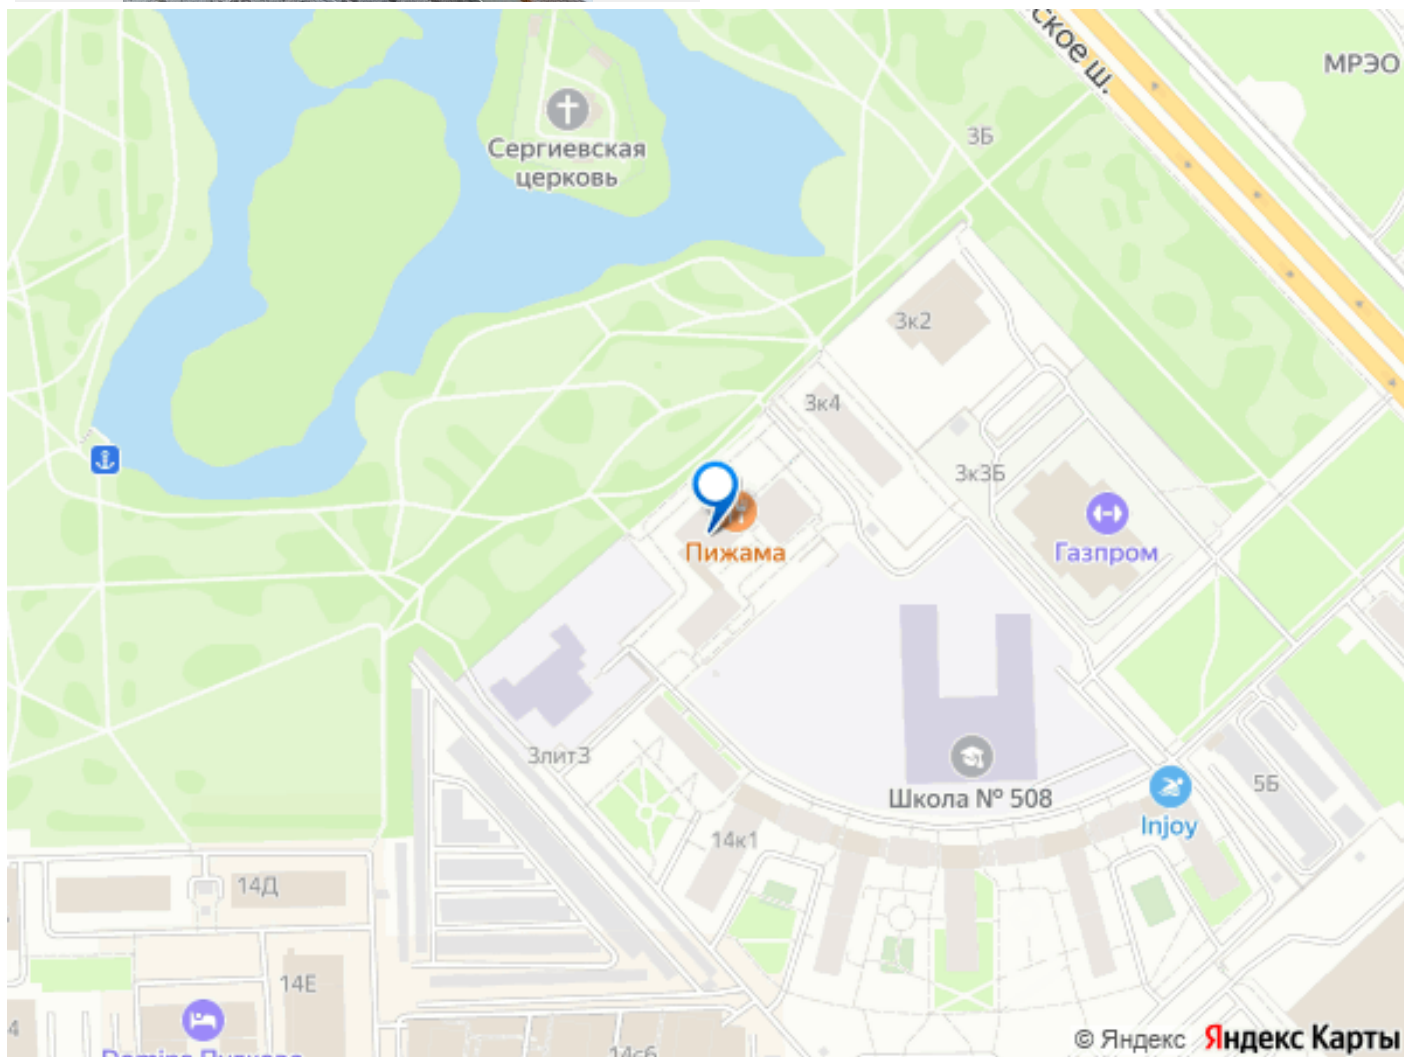 ское ш.
МРЭО
3Б
Сергиевская
церковь
3к2
3к4
3к3Б
Пижама
Газпром
3лит3
Школа № 508
5Б
Injoy
14к1
14Д
14Е
4
14с6
© Яндекс Яндекс Карты